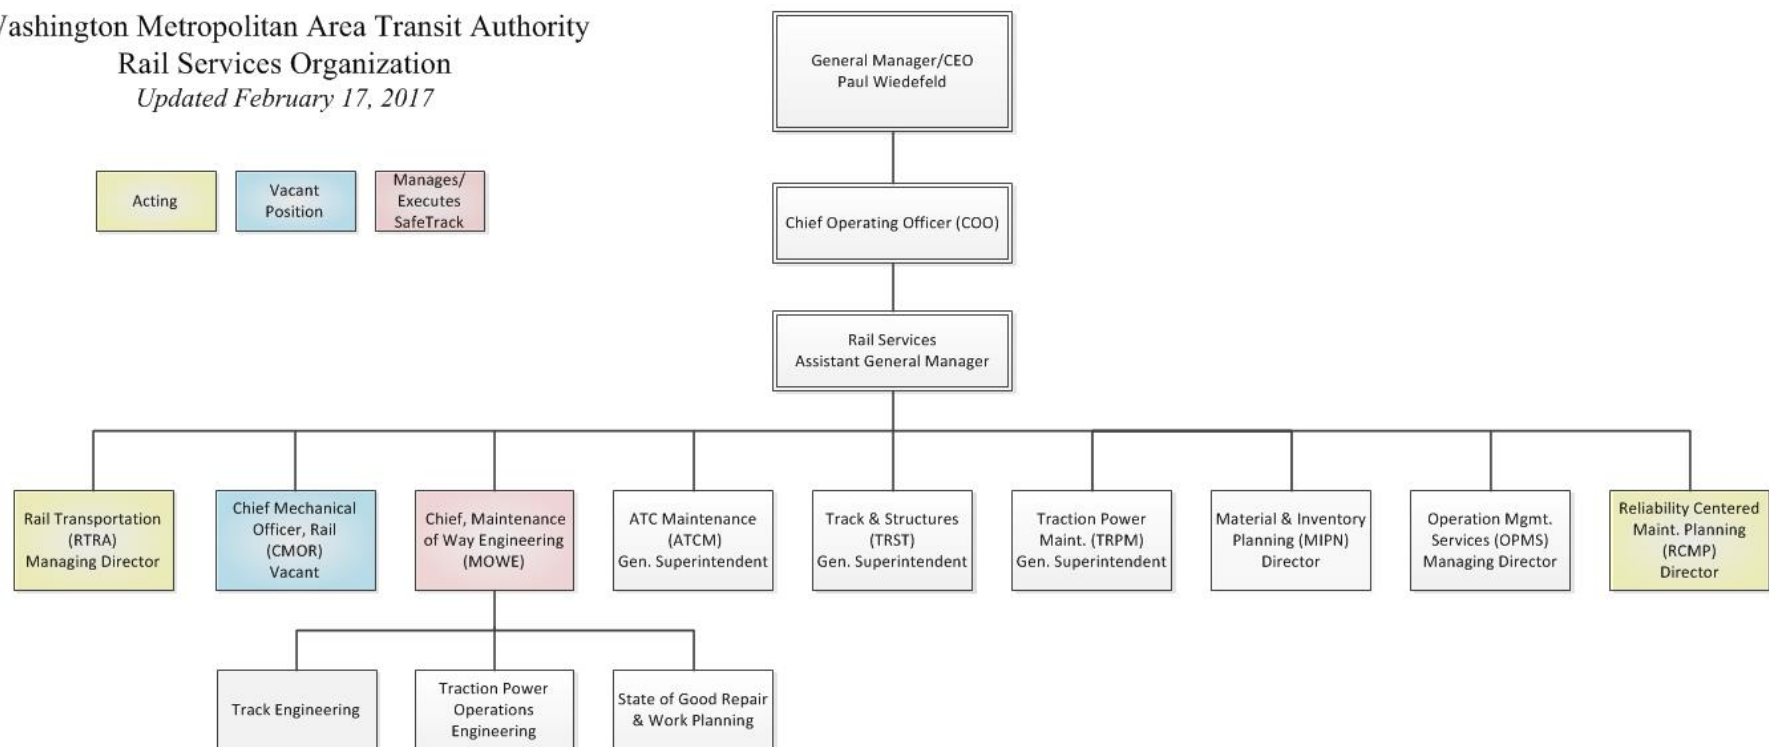 Washington Metropolitan Area Transit Authority
Rail Services Organization
Updated February 17, 2017
Acting
Vacant
Position
Manages/
Executes
SafeTrack
General Manager/CEO
Paul Wiedefeld
Chief Operating Officer (COO)
Rail Services
Assistant General Manager
Rail Transportation
(RTRA)
Managing Director
Chief Mechanical
Officer, Rail
(CMOR)
Vacant
Chief, Maintenance
of Way Engineering
(MOWE)
ATC Maintenance
(ATCM)
Gen. Superintendent
Track & Structures
(TRST)
Gen. Superintendent
Traction Power
Maint. (TRPM)
Gen. Superintendent
Material & Inventory
Planning (MIPN)
Director
Operation Mgmt.
Services (OPMS)
Managing Director
Reliability Centered
Maint. Planning
(RCMP)
Director
Track Engineering
Traction Power
Operations
Engineering
State of Good Repair
& Work Planning